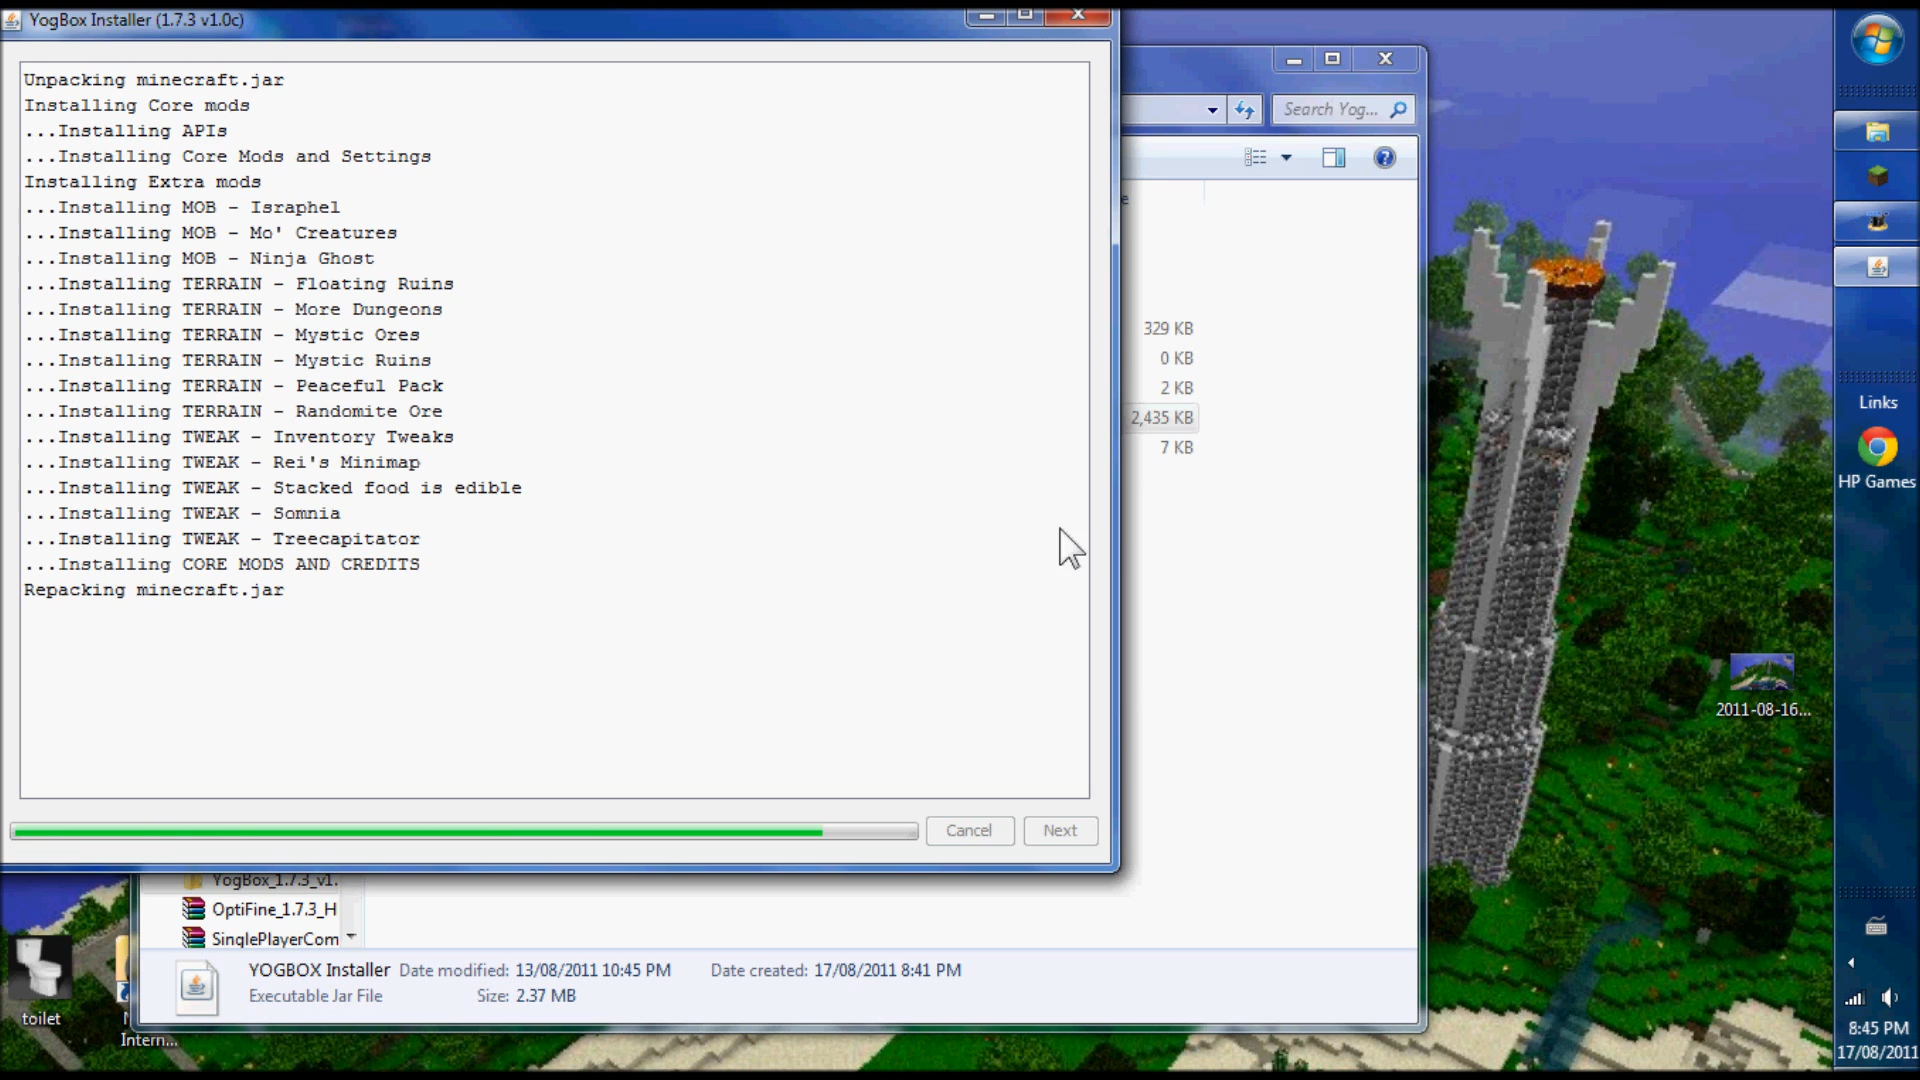 YogBox Installer (1.7.3 v1.0c)
Unpacking minecraft.jar
Installing Core mods
...Installing APIs
...Installing Core Mods and Settings
Installing Extra mods
...Installing MOB - Israphel
...Installing MOB - Mo' Creatures
...Installing MOB - Ninja Ghost
...Installing TERRAIN - Floating Ruins
...Installing TERRAIN - More Dungeons
...Installing TERRAIN - Mystic Ores
...Installing TERRAIN - Mystic Ruins
...Installing TERRAIN - Peaceful Pack
...Installing TERRAIN - Randomite Ore
...Installing TWEAK - Inventory Tweaks
...Installing TWEAK - Rei's Minimap
...Installing TWEAK - Stacked food is edible
...Installing TWEAK - Somnia
...Installing TWEAK - Treecapitator
...Installing CORE MODS AND CREDITS
Repacking minecraft.jar
Cancel
Next
Search Yog...
329 KB
0 KB
2 KB
2,435 KB
7 KB
YogBox_1.7.3_v1.
OptiFine_1.7.3_H
SinglePlayerCom
YOGBOX Installer Date modified: 13/08/2011 10:45 PM Date created: 17/08/2011 8:41 PM
Executable Jar File Size: 2.37 MB
toilet
Intern...
2011-08-16...
Links
HP Games
8:45 PM
17/08/2011